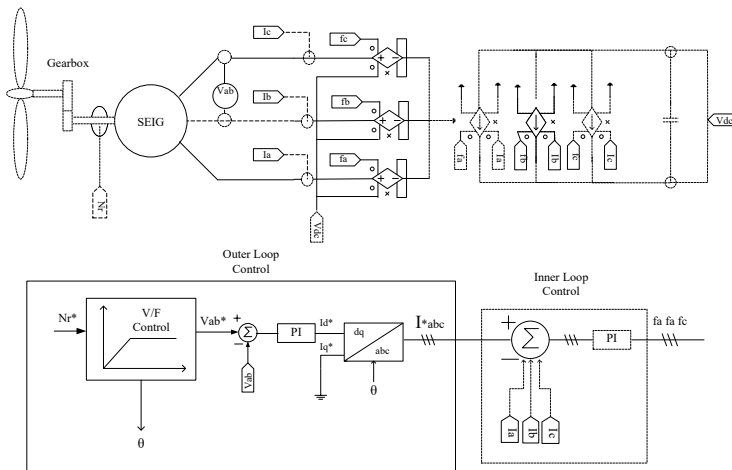 Gearbox
SEIG
Nr
Vab
Ic
Ib
Ia
fc
fb
fa
+ −
+ −
+ −
Vdc
fa
Ia
fb
Ib
fc
Ic
Vdc
Outer Loop
Control
Nr*
V/F
Control
θ
Vab*
+
−
Σ
Vab
PI
Id*
Iq*
dq
abc
θ
I*abc
Inner Loop
Control
+
−
Σ
Ia
Ib
Ic
PI
fa fa fc